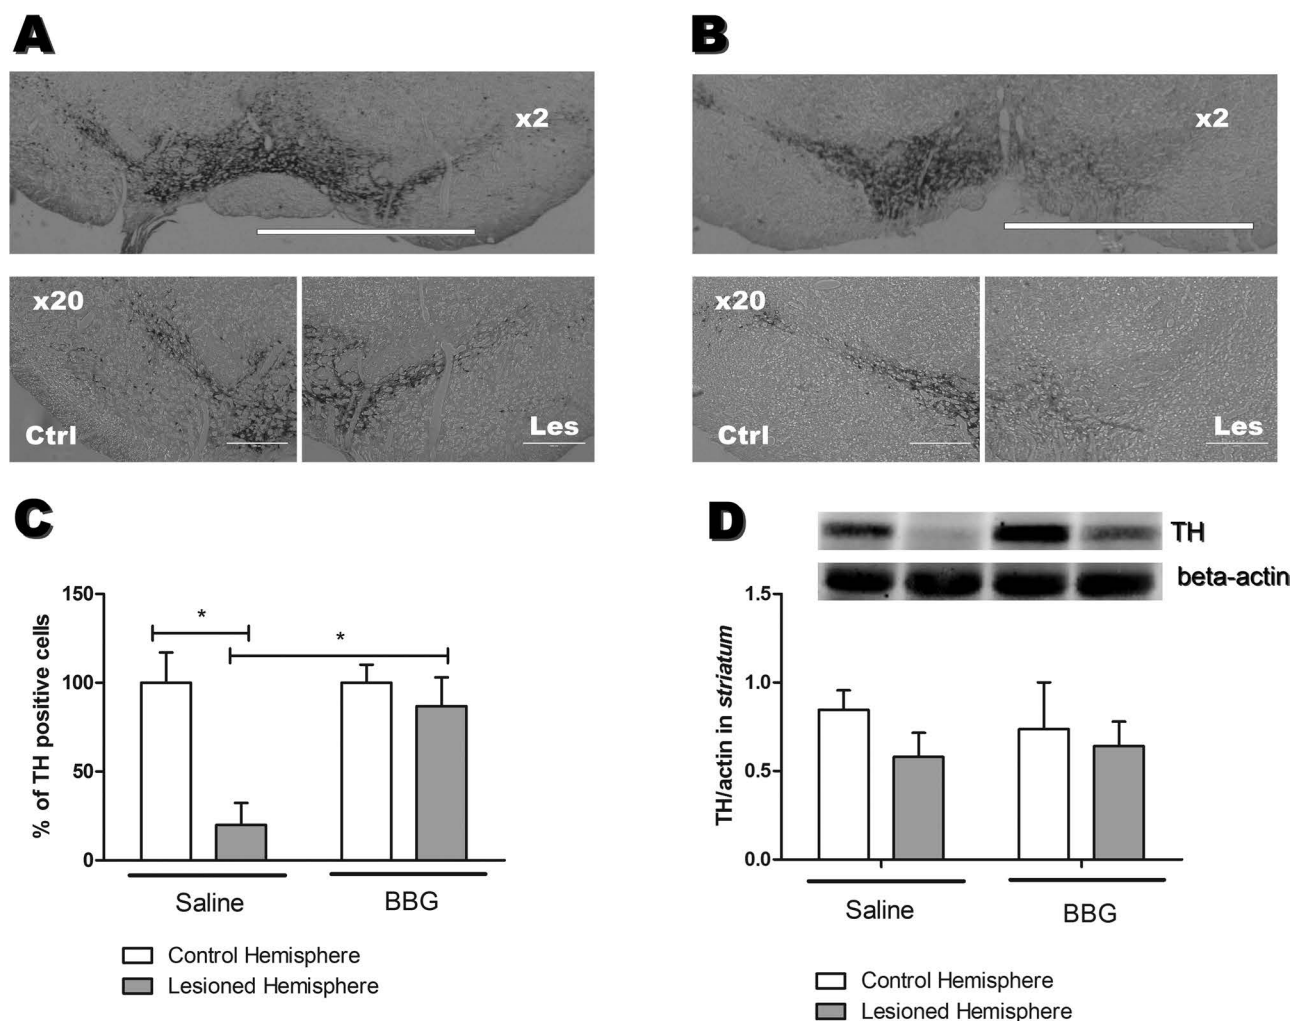 A
B
x2
x2
x20
Ctrl
Les
x20
Ctrl
Les
C
150
100
50
0
% of TH positive cells
*
*
Saline
BBG
Control Hemisphere
Lesioned Hemisphere
D
TH
beta-actin
1.5
1.0
0.5
0.0
TH/actin in striatum
Saline
BBG
Control Hemisphere
Lesioned Hemisphere